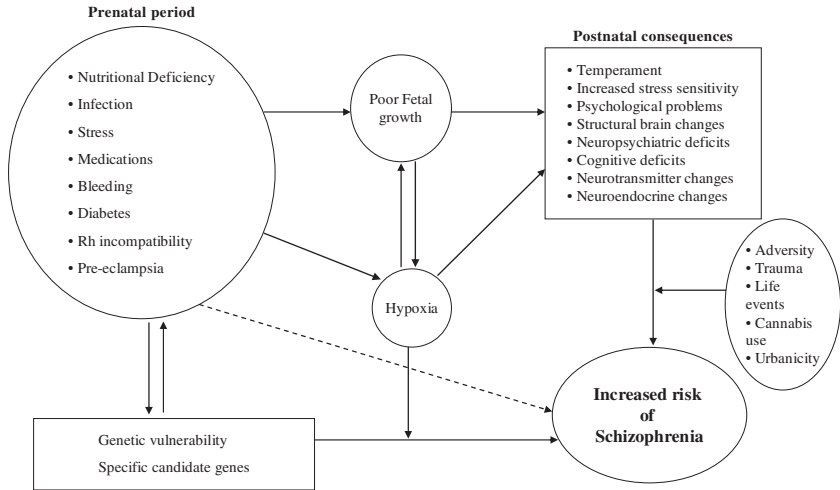 Prenatal period
• Nutritional Deficiency
• Infection
• Stress
• Medications
• Bleeding
• Diabetes
• Rh incompatibility
• Pre-eclampsia
Poor Fetal
growth
Hypoxia
Postnatal consequences
• Temperament
• Increased stress sensitivity
• Psychological problems
• Structural brain changes
• Neuropsychiatric deficits
• Cognitive deficits
• Neurotransmitter changes
• Neuroendocrine changes
• Adversity
• Trauma
• Life
events
• Cannabis
use
• Urbanicity
Genetic vulnerability
Specific candidate genes
Increased risk
of
Schizophrenia